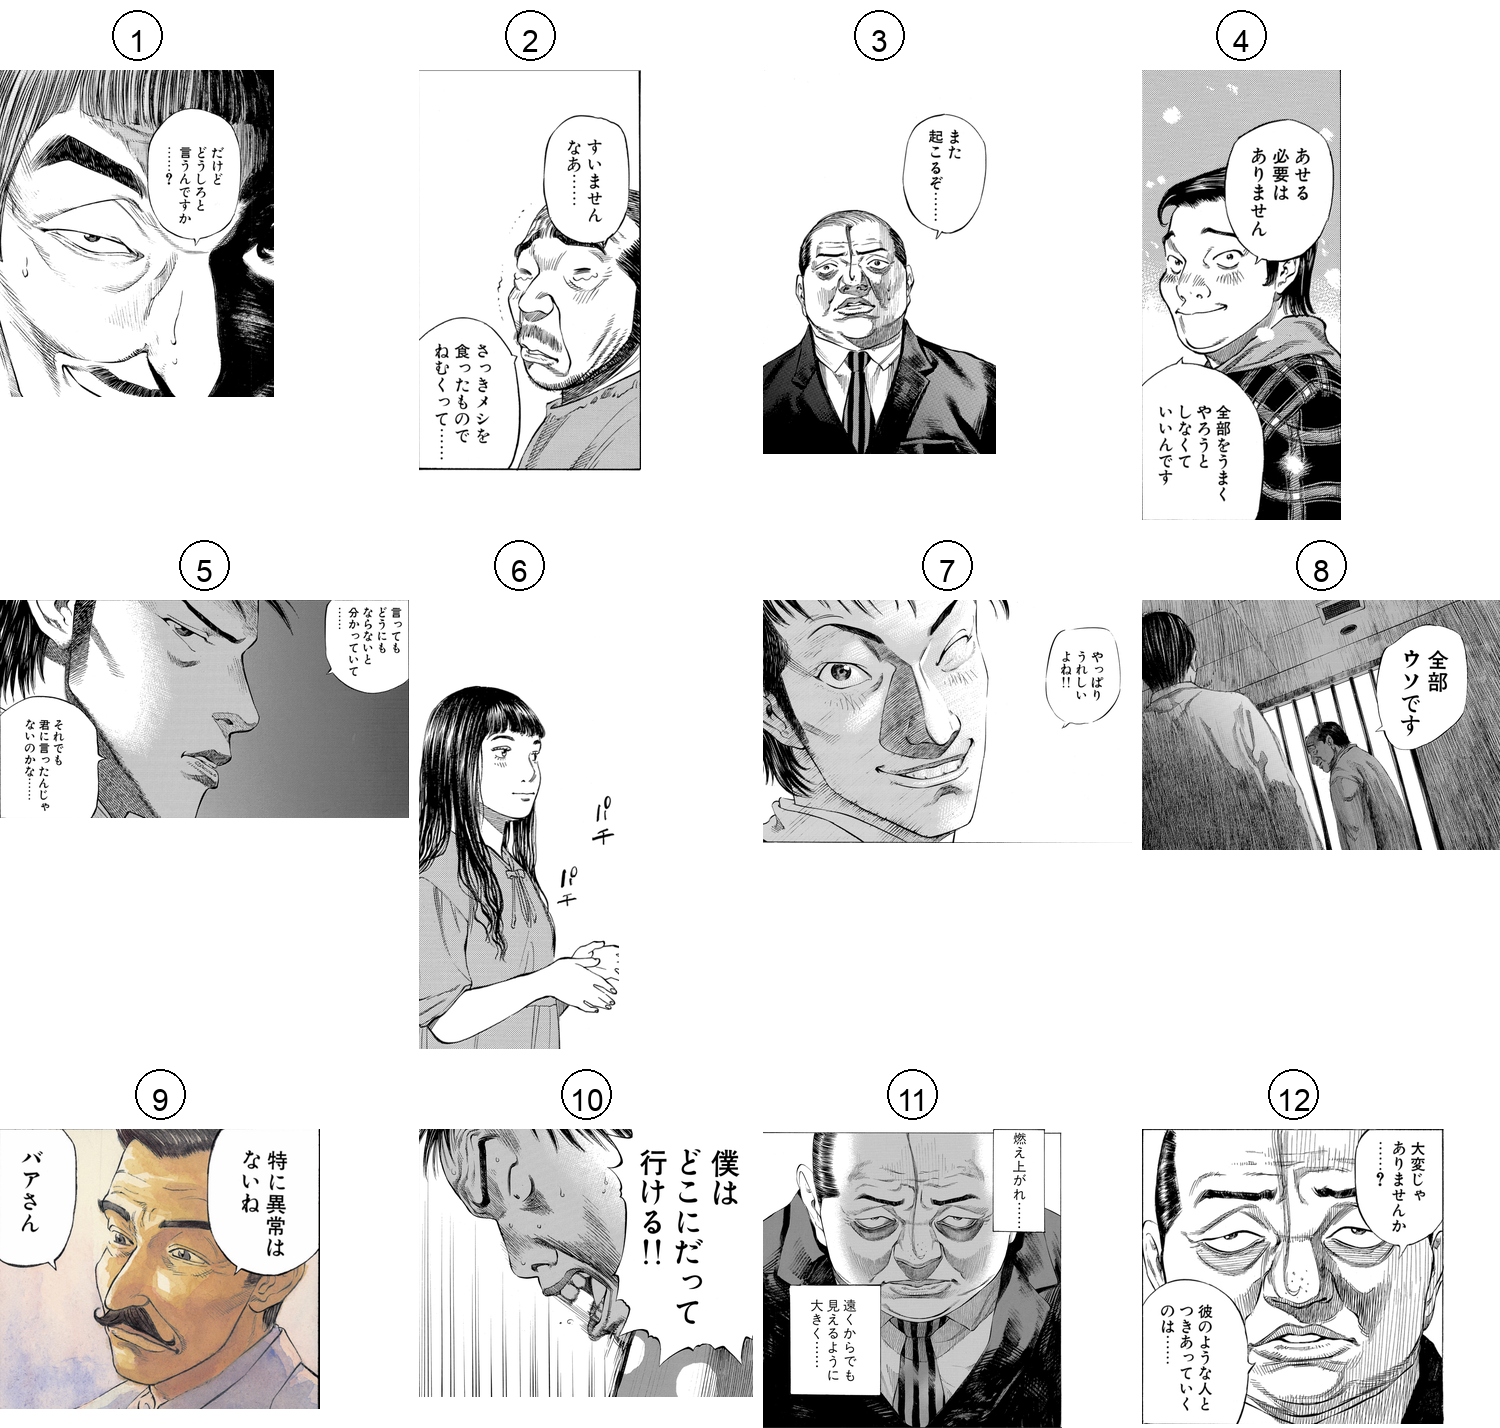 1
だけど
どうしろと
言うんですか
……?
2
すいません
なあ……
さっきメシを
食ったもので
ねむくって……
3
また
起こるぞ……
4
あせる
必要は
ありません
全部をうまく
やろうと
しなくて
いいんです
5
言っても
どうにも
ならないと
分かっていて
……
それでも
君に言ったんじゃ
ないのかな……
6
パチ
パチ
7
やっぱり
うれしい
よね!!
8
全部
ウソです
9
特に異常は
ないね
バアさん
10
僕は
どこにだって
行ける!!
11
燃え上がれ……
遠くからでも
見えるように
大きく……
12
大変じゃ
ありませんか
……?
彼のような人と
つきあっていく
のは……